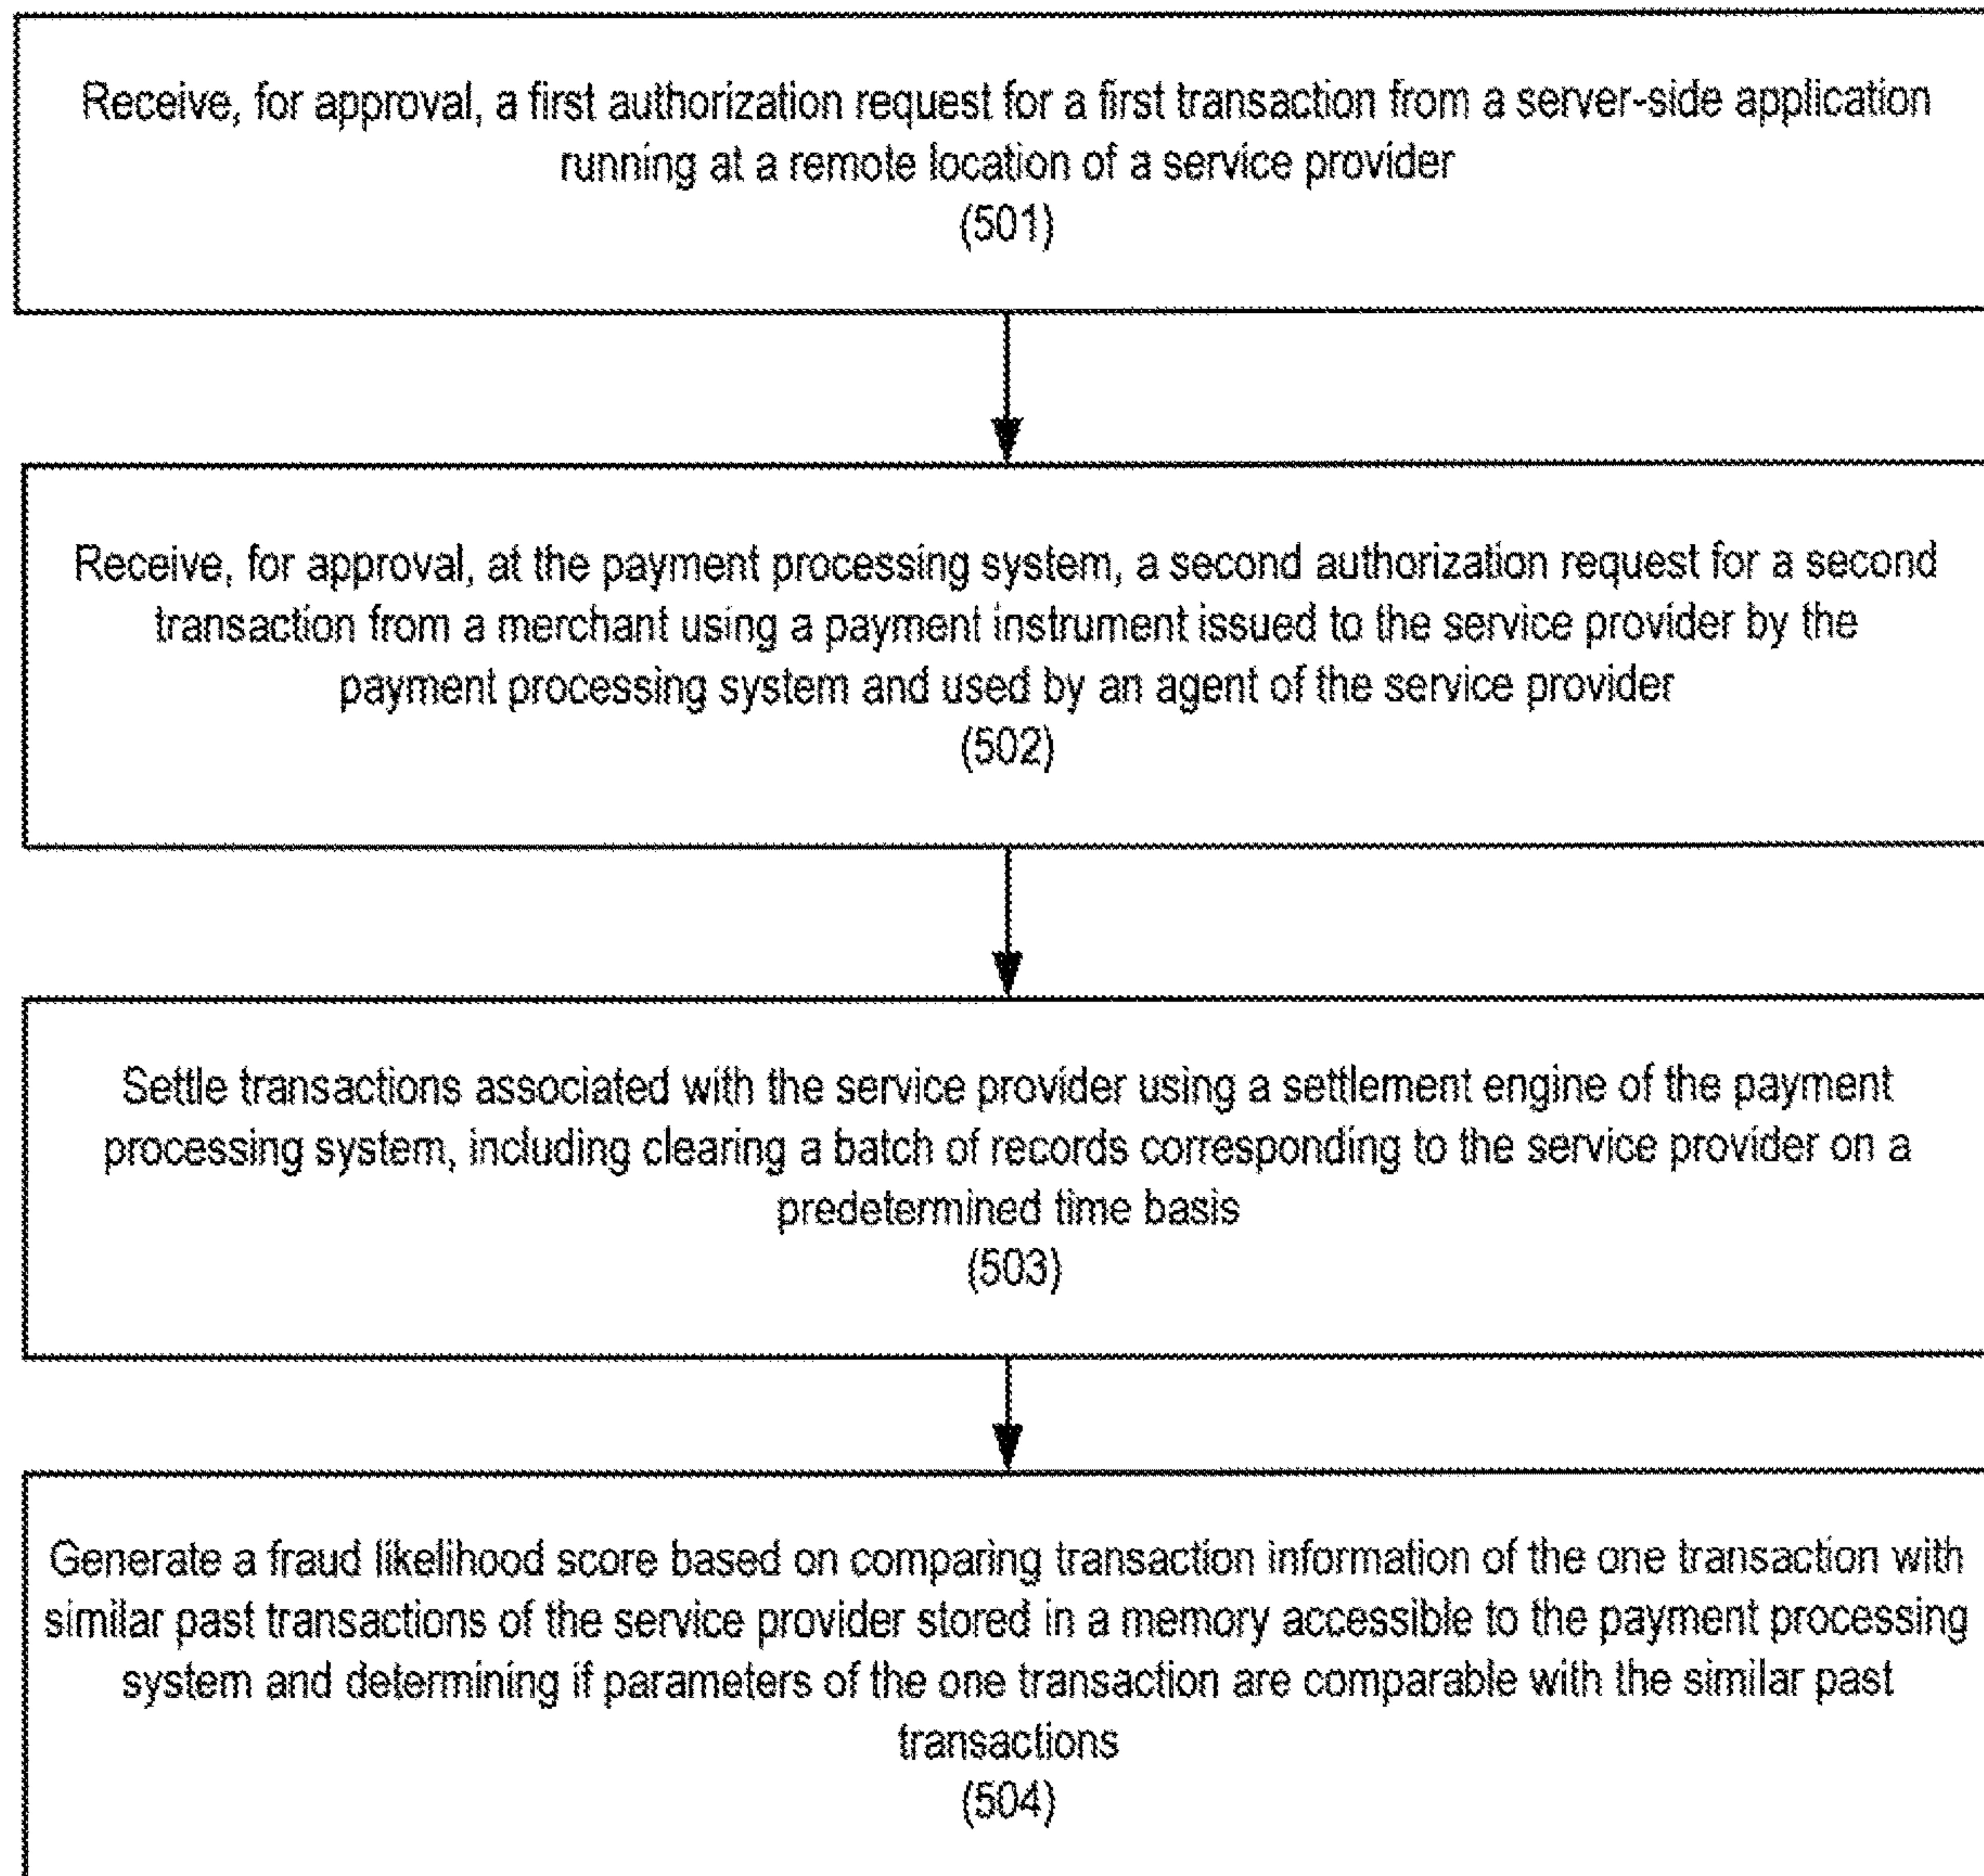 Receive, for approval, a first authorization request for a first transaction from a server-side application
running at a remote location of a service provider
(501)
Receive, for approval, at the payment processing system, a second authorization request for a second
transaction from a merchant using a payment instrument issued to the service provider by the
payment processing system and used by an agent of the service provider
(502)
Settle transactions associated with the service provider using a settlement engine of the payment
processing system, including clearing a batch of records corresponding to the service provider on a
predetermined time basis
(503)
Generate a fraud likelihood score based on comparing transaction information of the one transaction with
similar past transactions of the service provider stored in a memory accessible to the payment processing
system and determining if parameters of the one transaction are comparable with the similar past
transactions
(504)